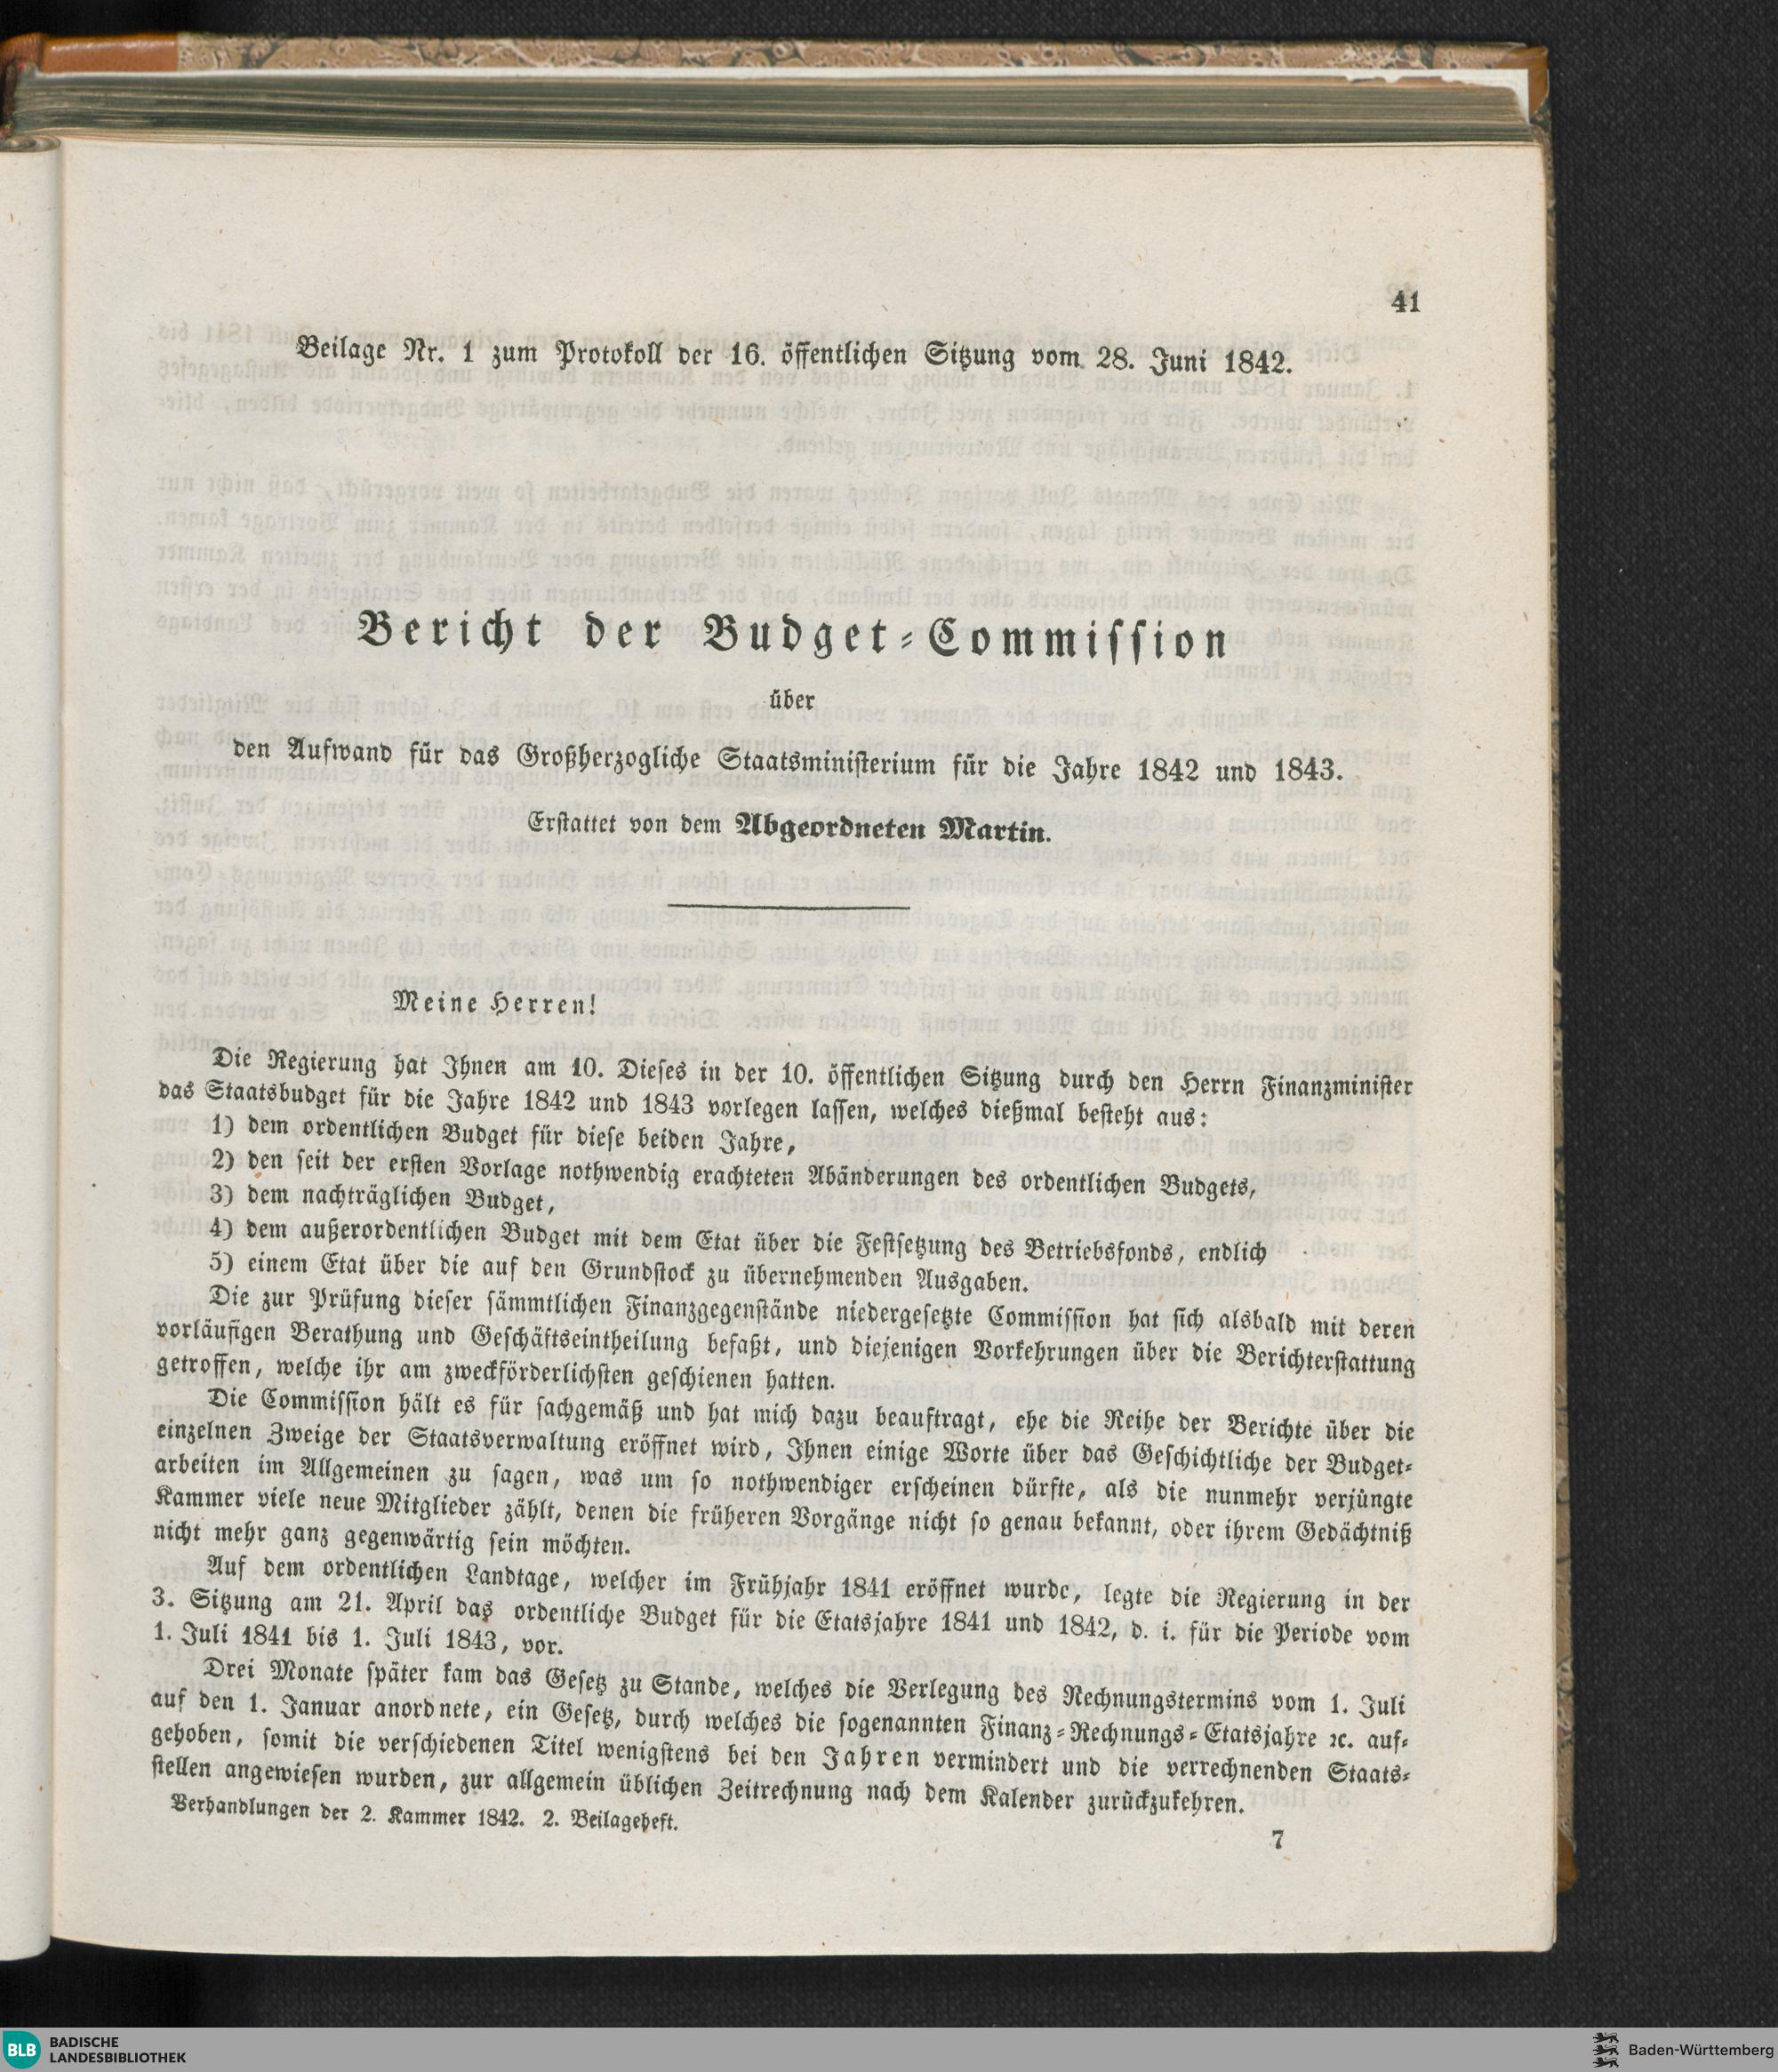 41
Beilage Nr. 1 zum Protokoll der 16. öffentlichen Sitzung vom 28. Juni 1842.
Bericht der Budget-Commission
über
den Aufwand für das Großherzogliche Staatsministerium für die Jahre 1842 und 1843.
Erstattet von dem Abgeordneten Martin.
Meine Herren!
Die Regierung hat Ihnen am 10. Dieses in der 10. öffentlichen Sitzung durch den Herrn Finanzminister
das Staatsbudget für die Jahre 1842 und 1843 vorlegen lassen, welches dießmal besteht aus:
1) dem ordentlichen Budget für diese beiden Jahre,
2) den seit der ersten Vorlage nothwendig erachteten Abänderungen des ordentlichen Budgets,
3) dem nachträglichen Budget,
4) dem außerordentlichen Budget mit dem Etat über die Festsetzung des Betriebsfonds, endlich
5) einem Etat über die auf den Grundstock zu übernehmenden Ausgaben.
Die zur Prüfung dieser sämmtlichen Finanzgegenstände niedergesetzte Commission hat sich alsbald mit deren
vorläufigen Berathung und Geschäftseintheilung befaßt, und diejenigen Vorkehrungen über die Berichterstattung
getroffen, welche ihr am zweckförderlichsten geschienen hatten.
Die Commission hält es für sachgemäß und hat mich dazu beauftragt, ehe die Reihe der Berichte über die
einzelnen Zweige der Staatsverwaltung eröffnet wird, Ihnen einige Worte über das Geschichtliche der Budget-
arbeiten im Allgemeinen zu sagen, was um so nothwendiger erscheinen dürfte, als die nunmehr verjüngte
Kammer viele neue Mitglieder zählt, denen die früheren Vorgänge nicht so genau bekannt, oder ihrem Gedächtniß
nicht mehr ganz gegenwärtig sein möchten.
Auf dem ordentlichen Landtage, welcher im Frühjahr 1841 eröffnet wurde, legte die Regierung in der
3. Sitzung am 21. April das ordentliche Budget für die Etatsjahre 1841 und 1842, d. i. für die Periode vom
1. Juli 1841 bis 1. Juli 1843, vor.
Drei Monate später kam das Gesetz zu Stande, welches die Verlegung des Rechnungstermins vom 1. Juli
auf den 1. Januar anordnete, ein Gesetz, durch welches die sogenannten Finanz-Rechnungs-Etatsjahre ꝛc. auf-
gehoben, somit die verschiedenen Titel wenigstens bei den Jahren vermindert und die verrechnenden Staats-
stellen angewiesen wurden, zur allgemein üblichen Zeitrechnung nach dem Kalender zurückzukehren.
Verhandlungen der 2. Kammer 1842. 2. Beilageheft.
7
BLB BADISCHE
LANDESBIBLIOTHEK
Baden-Württemberg